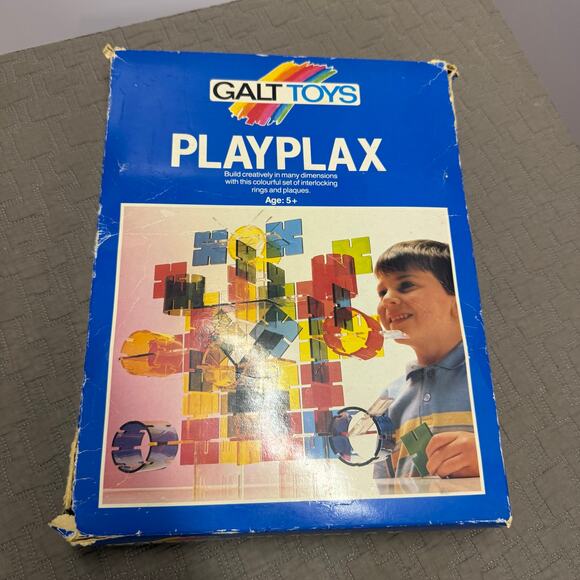 GALT TOYS
PLAYPLAX
Build creatively in many dimensions
with this colourful set of interlocking
rings and plaques.
Age: 5+